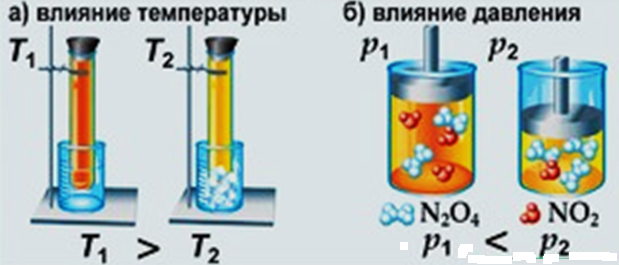 а) влияние температуры
T₁
T₂
T₁ > T₂
б) влияние давления
p₁
p₂
N₂O₄
NO₂
p₁ < p₂